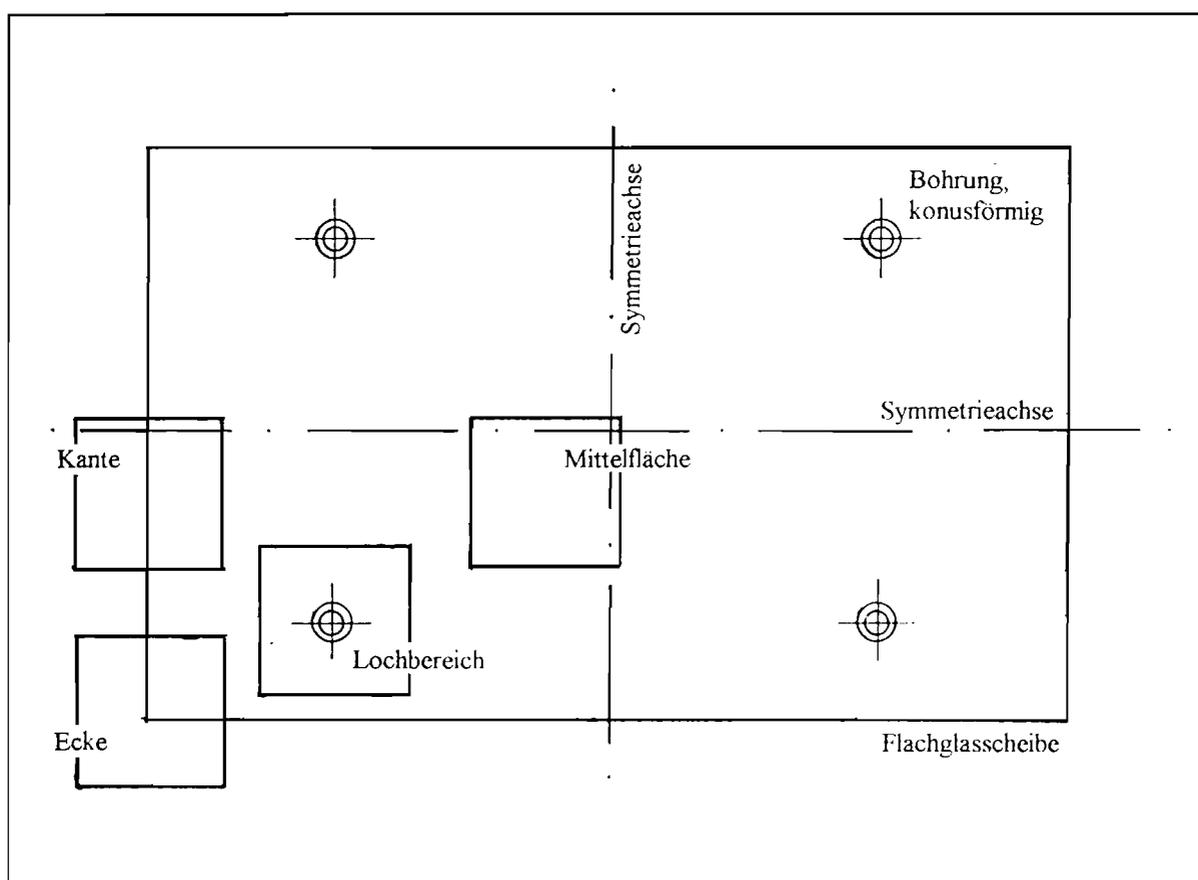 Bohrung,
konusförmig
Symmetrieachse
Symmetrieachse
Kante
Mittelfläche
Lochbereich
Ecke
Flachglasscheibe